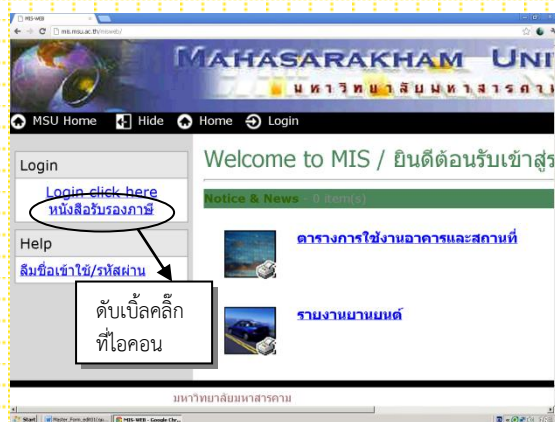 MIS-WEB
mis.msu.ac.th/misweb/
MAHASARAKHAM UNI
มหาวิทยาลัยมหาสารคาม
MSU Home Hide Home Login
Login
Login click here
หนังสือรับรองภาษี
Help
ลืมชื่อเข้าใช้/รหัสผ่าน
Welcome to MIS / ยินดีต้อนรับเข้าสู่ร
Notice & News - 0 item(s)
ตารางการใช้งานอาคารและสถานที่
รายงานยานยนต์
ดับเบิ้ลคลิ๊ก
ที่ไอคอน
มหาวิทยาลัยมหาสารคาม
Start
MIS-WEB - Google Chr...